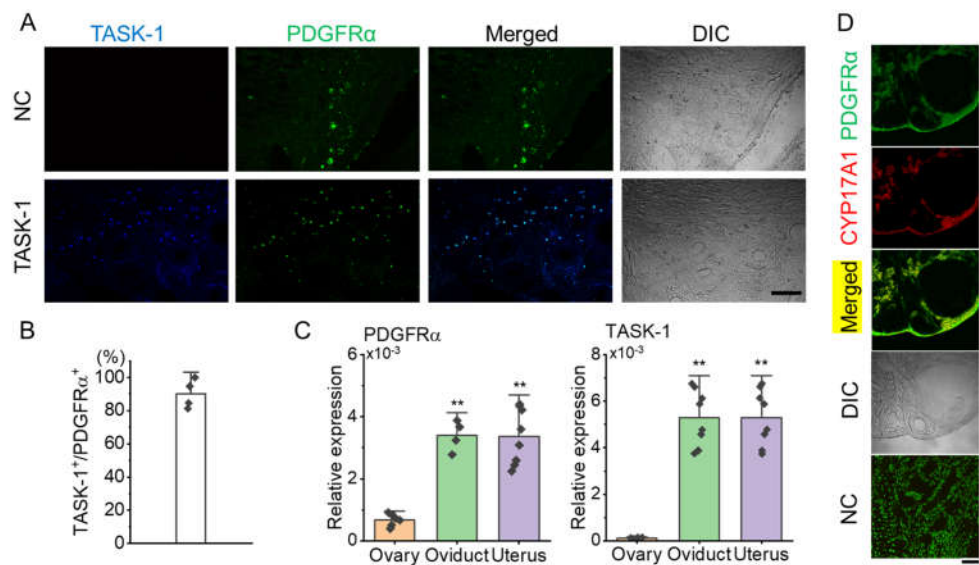 A
TASK-1 PDGFRα Merged DIC
NC
TASK-1
B
(%)
TASK-1⁺/PDGFRα⁺
100
80
60
40
20
0
C
PDGFRα
x10⁻³
Relative expression
6
4
2
0
**
**
Ovary Oviduct Uterus
TASK-1
x10⁻³
Relative expression
8
6
4
2
0
**
**
Ovary Oviduct Uterus
D
PDGFRα
CYP17A1
Merged
DIC
NC